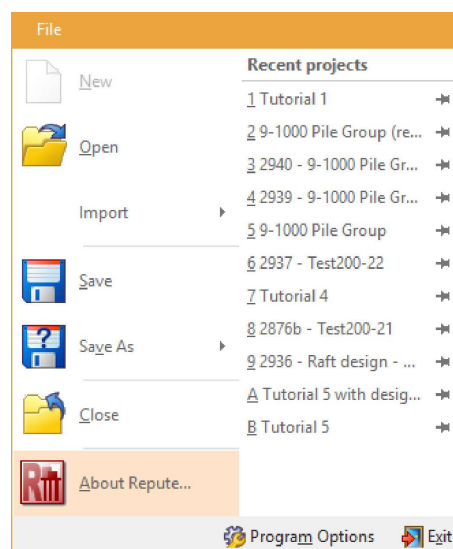 File
New
Open
Import
Save
Save As
Close
About Repute...
Recent projects
1 Tutorial 1
2 9-1000 Pile Group (re...
3 2940 - 9-1000 Pile Gr...
4 2939 - 9-1000 Pile Gr...
5 9-1000 Pile Group
6 2937 - Test200-22
7 Tutorial 4
8 2876b - Test200-21
9 2936 - Raft design - ...
A Tutorial 5 with desig...
B Tutorial 5
Program Options
Exit